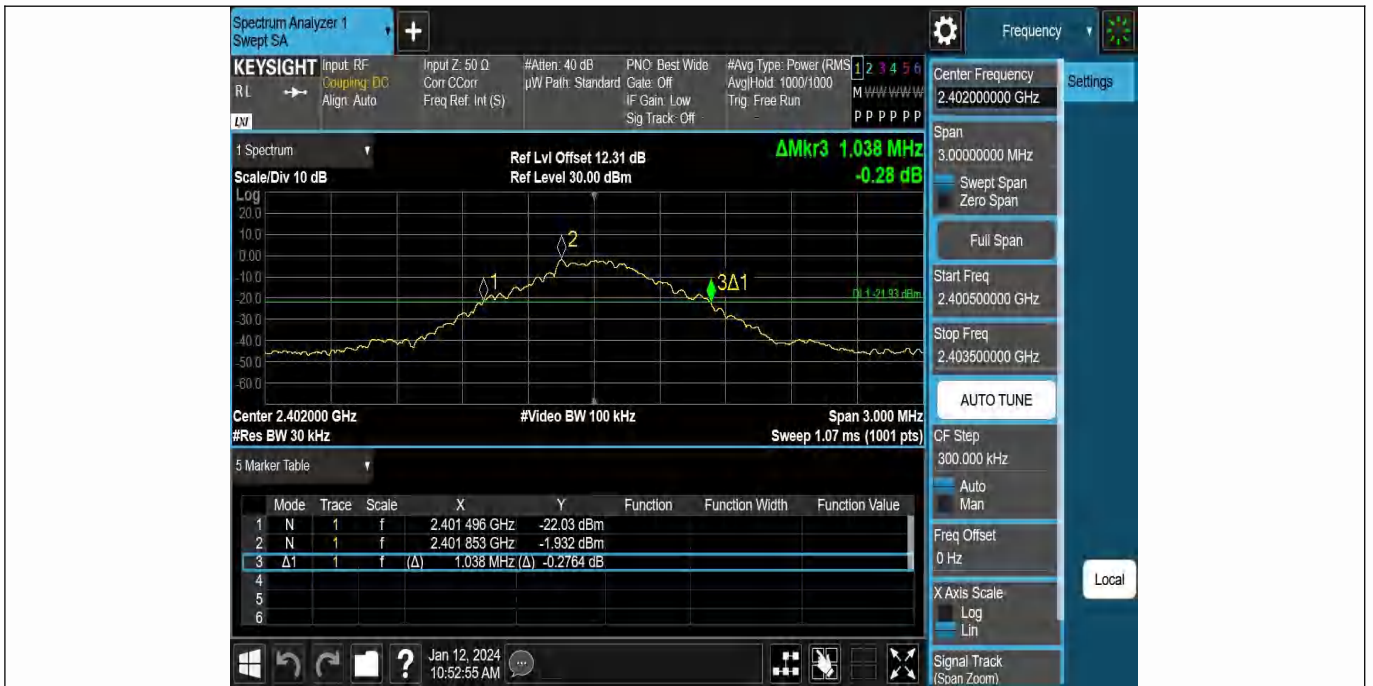 Spectrum Analyzer 1
Swept SA
+
Frequency
KEYSIGHT
RL
LXI
Input: RF
Coupling: DC
Align: Auto
Input Z: 50 Ω
Corr CCorr
Freq Ref: Int (S)
#Atten: 40 dB
µW Path: Standard
PNO: Best Wide
Gate: Off
IF Gain: Low
Sig Track: Off
#Avg Type: Power (RMS
Avg|Hold: 1000/1000
Trig: Free Run
1 2 3 4 5 6
M W W W W W
P P P P P P
1 Spectrum
Scale/Div 10 dB
Ref Lvl Offset 12.31 dB
Ref Level 30.00 dBm
ΔMkr3 1.038 MHz
-0.28 dB
Log
20.0
10.0
0.00
-10.0
-20.0
-30.0
-40.0
-50.0
-60.0
1
2
3Δ1
DL1 -21.93 dBm
Center 2.402000 GHz
#Res BW 30 kHz
#Video BW 100 kHz
Span 3.000 MHz
Sweep 1.07 ms (1001 pts)
5 Marker Table
Mode Trace Scale X Y Function Function Width Function Value
1 N 1 f 2.401 496 GHz -22.03 dBm
2 N 1 f 2.401 853 GHz -1.932 dBm
3 Δ1 1 f (Δ) 1.038 MHz (Δ) -0.2764 dB
4
5
6
?
Jan 12, 2024
10:52:55 AM
Center Frequency
2.402000000 GHz
Span
3.00000000 MHz
Swept Span
Zero Span
Full Span
Start Freq
2.400500000 GHz
Stop Freq
2.403500000 GHz
AUTO TUNE
CF Step
300.000 kHz
Auto
Man
Freq Offset
0 Hz
X Axis Scale
Log
Lin
Signal Track
(Span Zoom)
Settings
Local